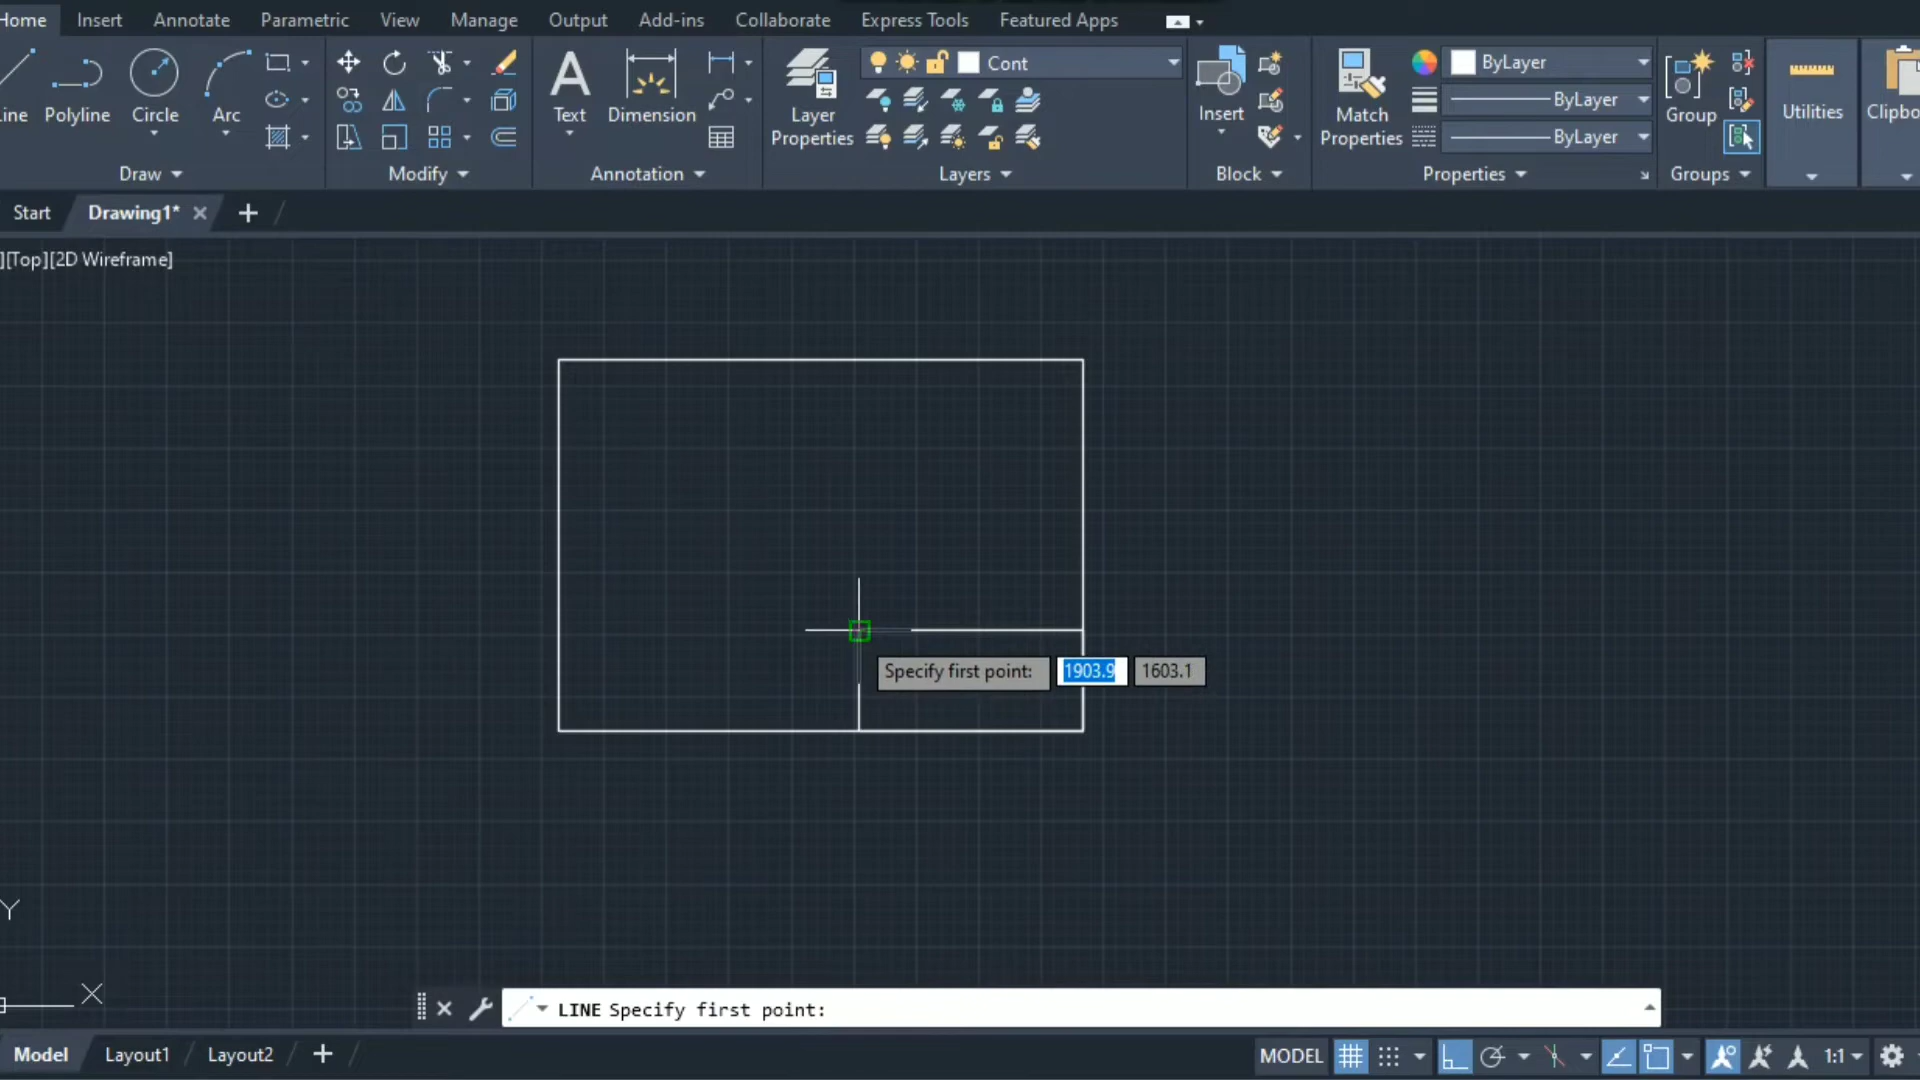 Home Insert Annotate Parametric View Manage Output Add-ins Collaborate Express Tools Featured Apps
Line Polyline Circle Arc
Text Dimension
Layer Properties
Cont
Insert
Match Properties
ByLayer
ByLayer
ByLayer
Group
Utilities
Clipbo
Draw Modify Annotation Layers Block Properties Groups
Start Drawing1*
][Top][2D Wireframe]
Specify first point: 1903.9 1603.1
Y
X
LINE Specify first point:
Model Layout1 Layout2 MODEL 1:1